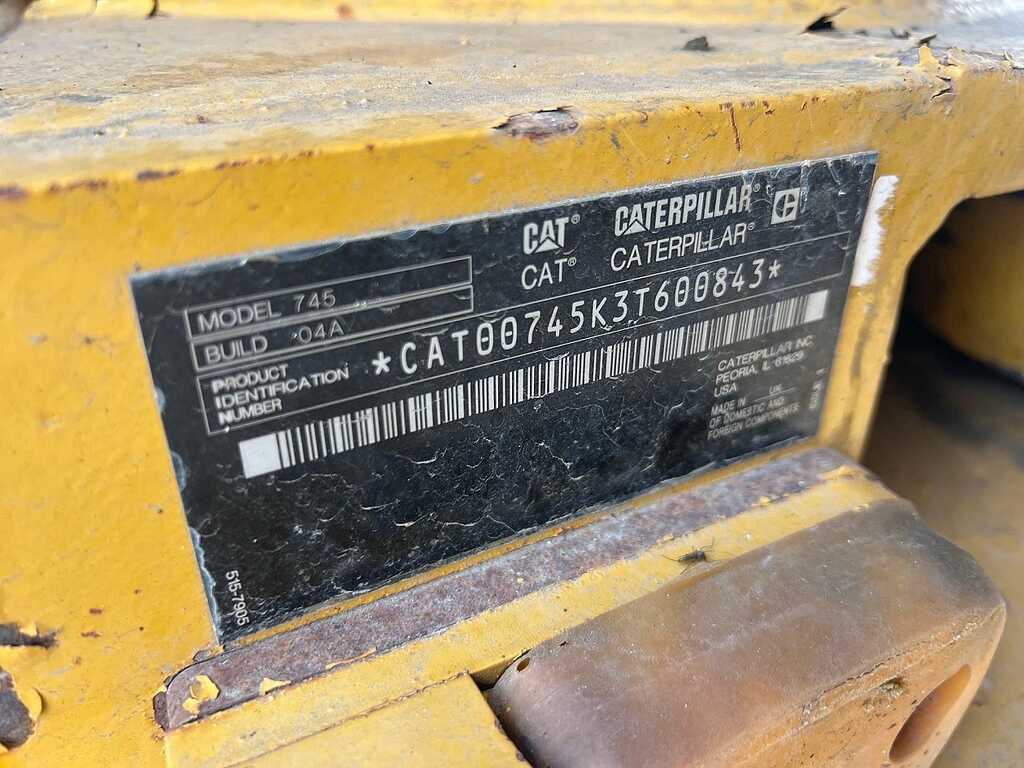 CAT® CATERPILLAR®
CAT® CATERPILLAR®
MODEL 745
BUILD 04A
PRODUCT
IDENTIFICATION
NUMBER
*CAT00745K3T600843*
CATERPILLAR INC.
PEORIA, IL 61629
USA
MADE IN UK
OF DOMESTIC AND
FOREIGN COMPONENTS
515-7905